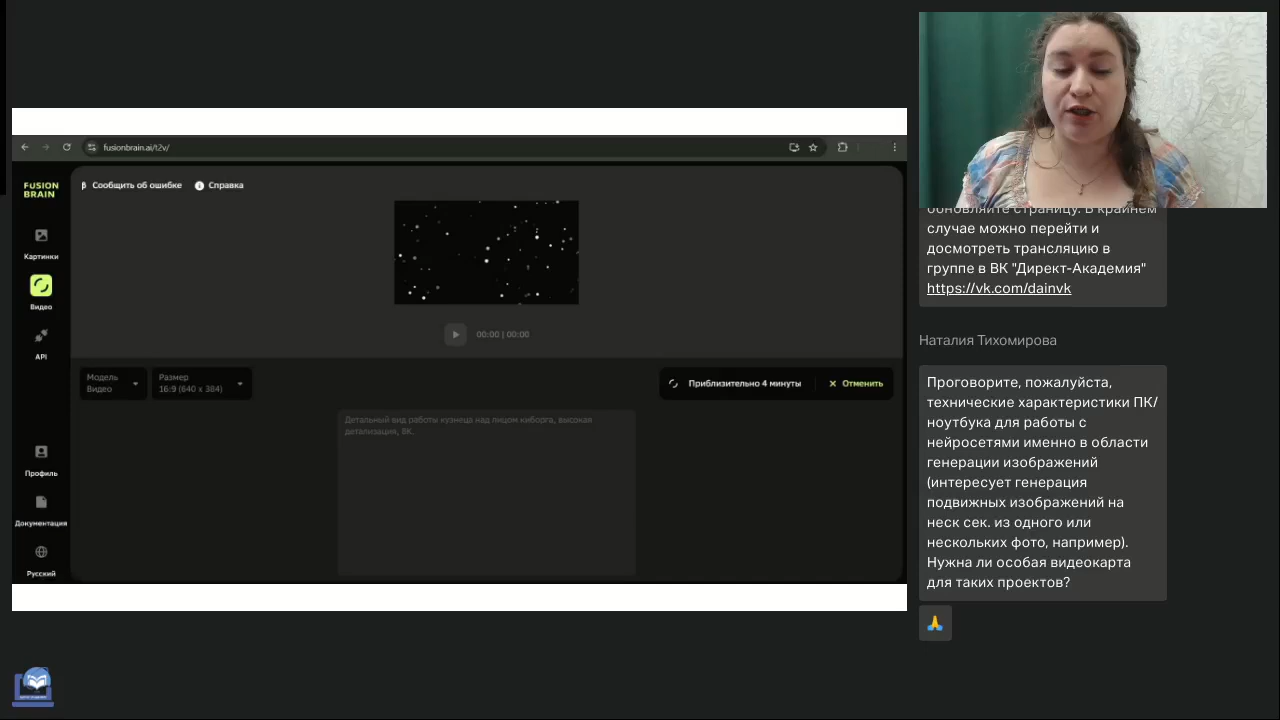 fusionbrain.ai/t2v/
FUSION
BRAIN
Сообщить об ошибке
Справка
Картинки
Видео
API
00:00 | 00:00
Модель
Видео
Размер
16:9 (640 x 384)
Приблизительно 4 минуты
Отменить
Детальный вид работы кузнеца над лицом киборга, высокая
детализация, 8К.
Профиль
Документация
Русский
обновляйте страницу. В крайнем
случае можно перейти и
досмотреть трансляцию в
группе в ВК "Директ-Академия"
https://vk.com/dainvk
Наталия Тихомирова
Проговорите, пожалуйста,
технические характеристики ПК/
ноутбука для работы с
нейросетями именно в области
генерации изображений
(интересует генерация
подвижных изображений на
неск сек. из одного или
нескольких фото, например).
Нужна ли особая видеокарта
для таких проектов?